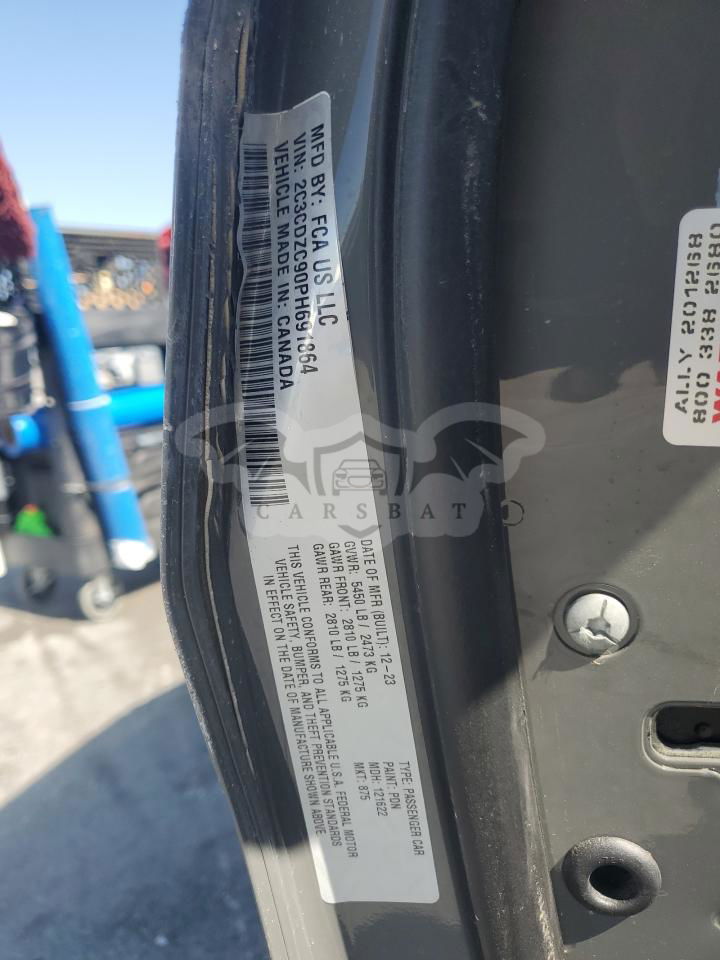 MFD BY: FCA US LLC
VIN: 2C3CDZC90PH691864
VEHICLE MADE IN: CANADA
DATE OF MFR (BUILT): 12-23
GVWR: 5450 LB / 2473 KG
GAWR FRONT: 2810 LB / 1275 KG
GAWR REAR: 2810 LB / 1275 KG
THIS VEHICLE CONFORMS TO ALL APPLICABLE U.S.A. FEDERAL MOTOR
VEHICLE SAFETY, BUMPER, AND THEFT PREVENTION STANDARDS
IN EFFECT ON THE DATE OF MANUFACTURE SHOWN ABOVE
TYPE: PASSENGER CAR
PAINT: PDN
MDH: 121622
MKT: 875
CARSBAT